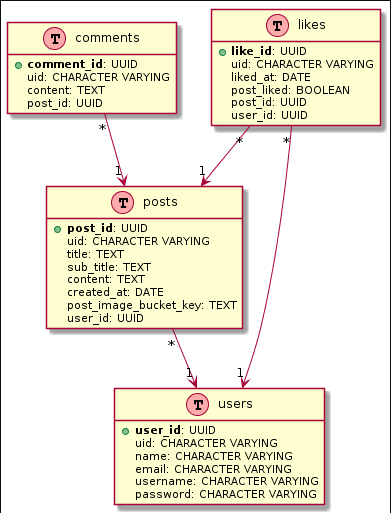 T comments
comment_id: UUID
uid: CHARACTER VARYING
content: TEXT
post_id: UUID
T likes
like_id: UUID
uid: CHARACTER VARYING
liked_at: DATE
post_liked: BOOLEAN
post_id: UUID
user_id: UUID
* * *
1 1
T posts
post_id: UUID
uid: CHARACTER VARYING
title: TEXT
sub_title: TEXT
content: TEXT
created_at: DATE
post_image_bucket_key: TEXT
user_id: UUID
*
1 1
T users
user_id: UUID
uid: CHARACTER VARYING
name: CHARACTER VARYING
email: CHARACTER VARYING
username: CHARACTER VARYING
password: CHARACTER VARYING